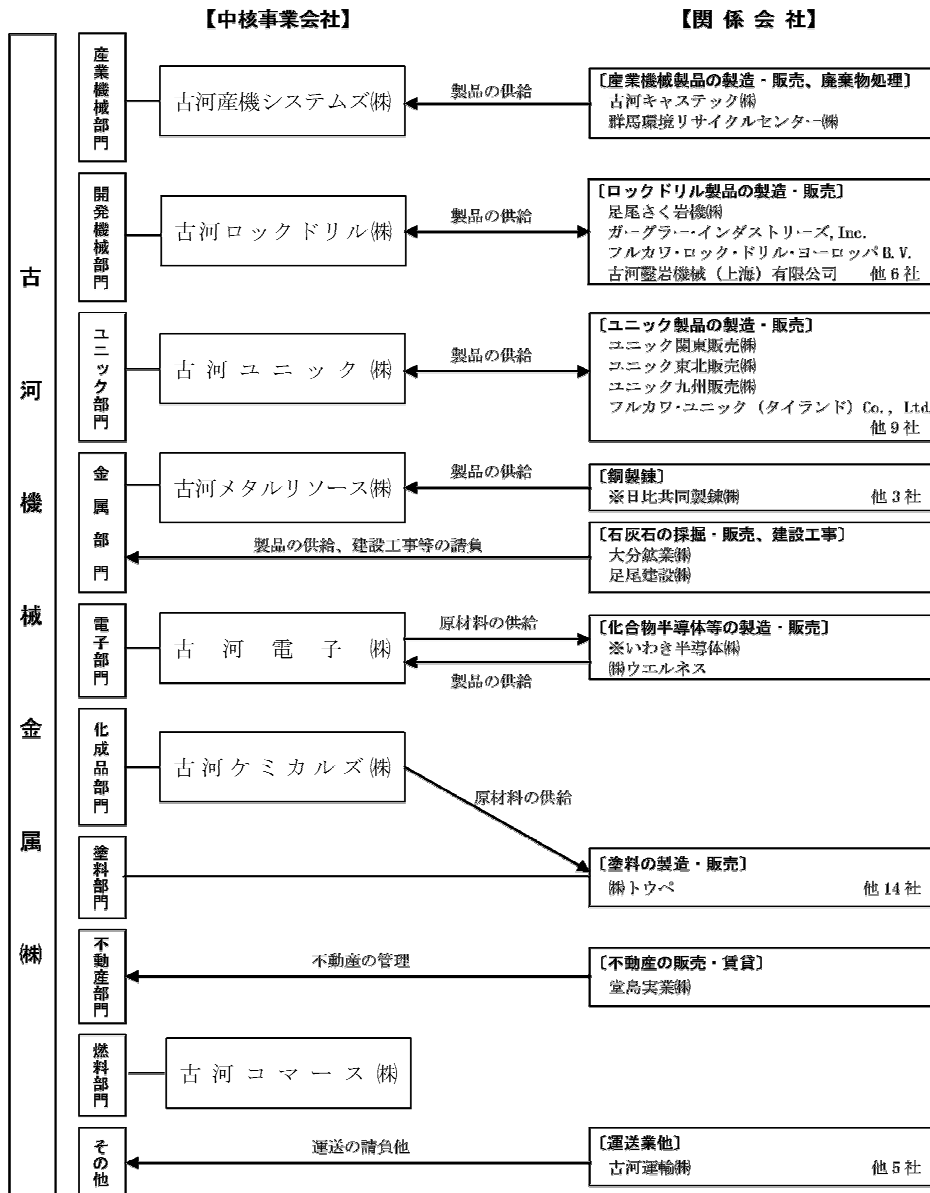 【中核事業会社】
【関係会社】
古河機械金属㈱
産業機械部門
古河産機システムズ㈱
製品の供給
〔産業機械製品の製造・販売、廃棄物処理〕
古河キャステック㈱
群馬環境リサイクルセンター㈱
開発機械部門
古河ロックドリル㈱
製品の供給
〔ロックドリル製品の製造・販売〕
足尾さく岩機㈱
ガーグラー・インダストリーズ,Inc.
フルカワ・ロック・ドリル・ヨーロッパB.V.
古河鑿岩機械（上海）有限公司　他6社
ユニック部門
古河ユニック㈱
製品の供給
〔ユニック製品の製造・販売〕
ユニック関東販売㈱
ユニック東北販売㈱
ユニック九州販売㈱
フルカワ・ユニック（タイランド）Co., Ltd
他9社
金属部門
古河メタルリソース㈱
製品の供給
〔銅製錬〕
※日比共同製錬㈱　他3社
製品の供給、建設工事等の請負
〔石灰石の採掘・販売、建設工事〕
大分鉱業㈱
足尾建設㈱
電子部門
古河電子㈱
原材料の供給
製品の供給
〔化合物半導体等の製造・販売〕
※いわき半導体㈱
㈱ウエルネス
化成品部門
古河ケミカルズ㈱
原材料の供給
塗料部門
〔塗料の製造・販売〕
㈱トウペ　他14社
不動産部門
不動産の管理
〔不動産の販売・賃貸〕
堂島実業㈱
燃料部門
古河コマース㈱
その他
運送の請負他
〔運送業他〕
古河運輸㈱　他5社